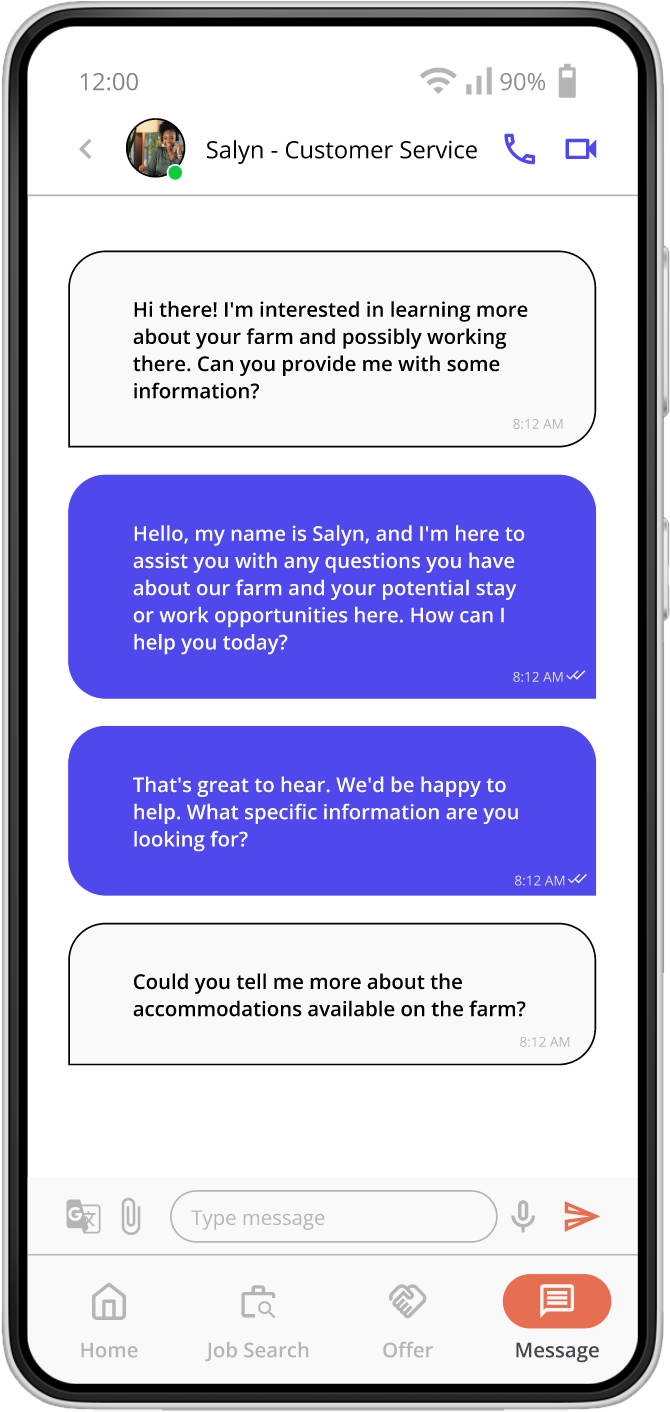 12:00 90%
Salyn - Customer Service
Hi there! I'm interested in learning more
about your farm and possibly working
there. Can you provide me with some
information?
8:12 AM
Hello, my name is Salyn, and I'm here to
assist you with any questions you have
about our farm and your potential stay
or work opportunities here. How can I
help you today?
8:12 AM
That's great to hear. We'd be happy to
help. What specific information are you
looking for?
8:12 AM
Could you tell me more about the
accommodations available on the farm?
8:12 AM
G 文
Type message
Home Job Search Offer Message